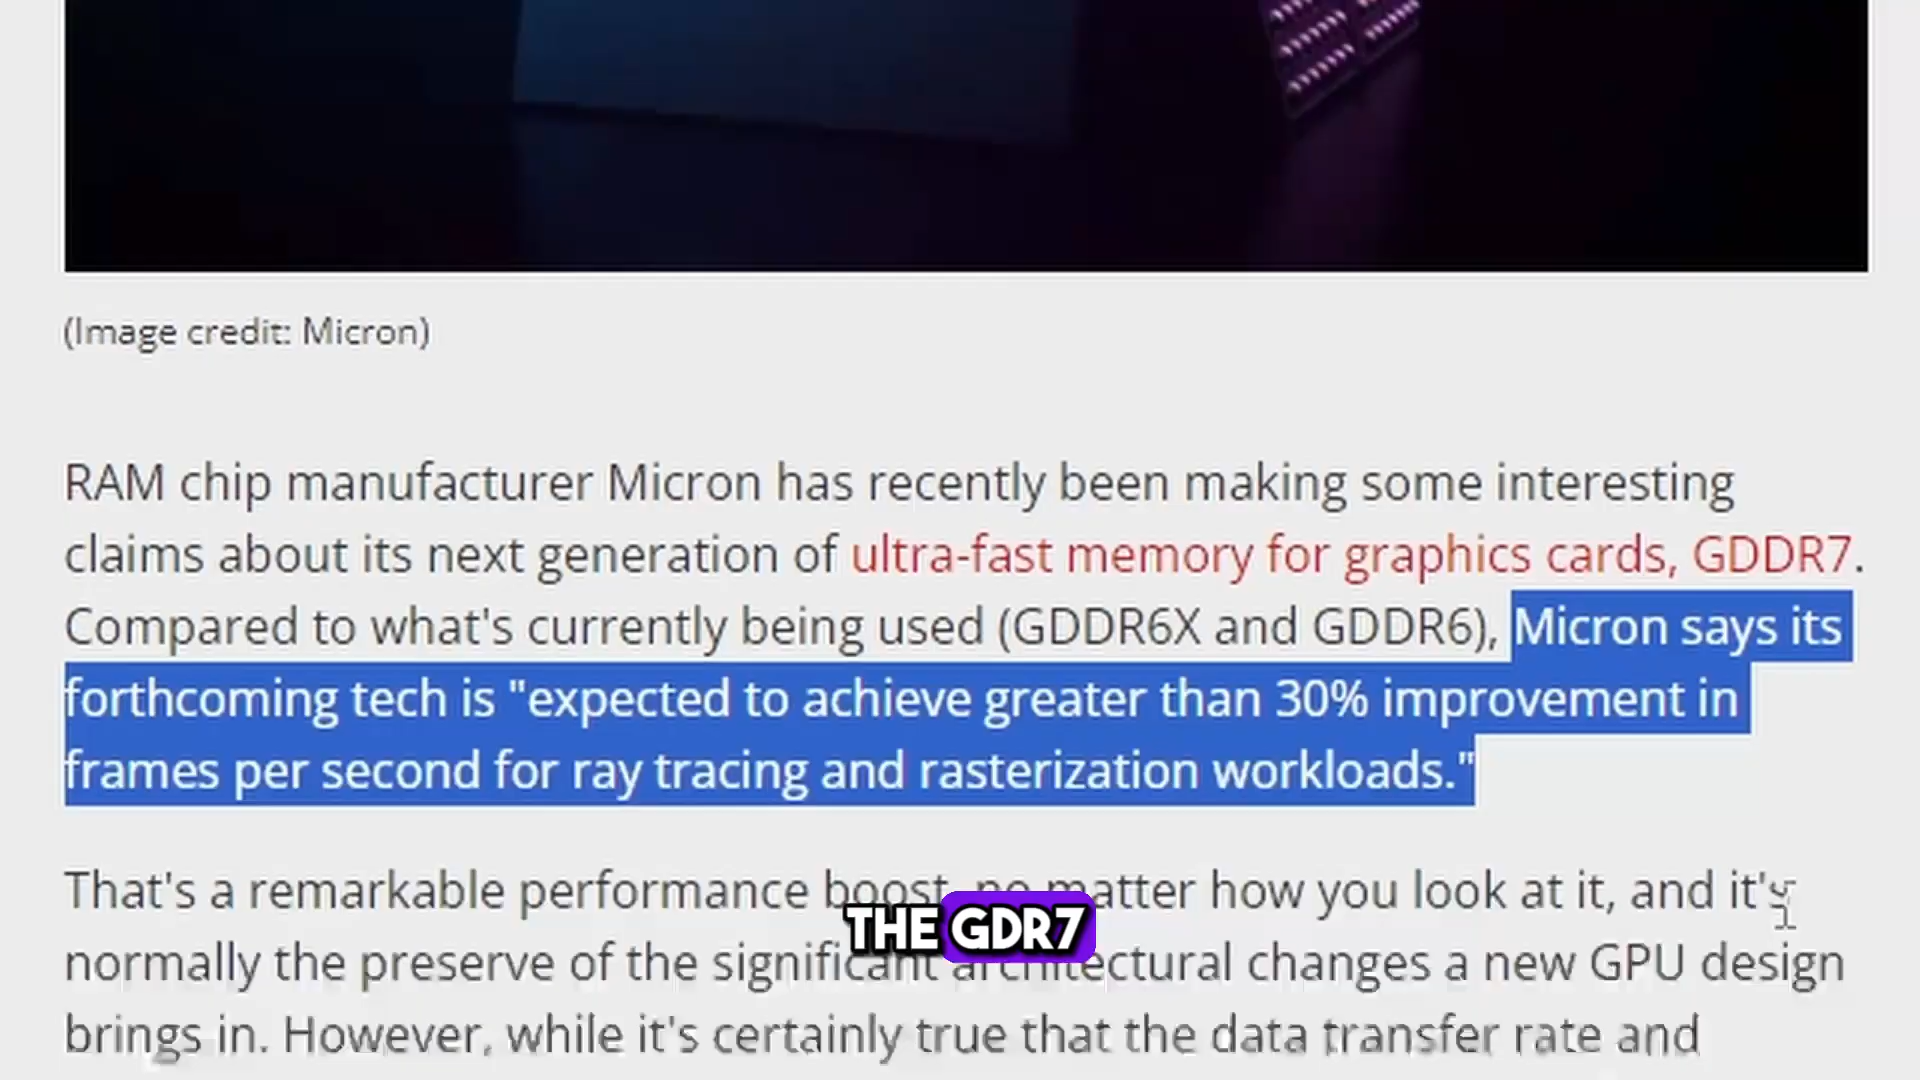 (Image credit: Micron)
RAM chip manufacturer Micron has recently been making some interesting
claims about its next generation of ultra-fast memory for graphics cards, GDDR7.
Compared to what's currently being used (GDDR6X and GDDR6), Micron says its
forthcoming tech is "expected to achieve greater than 30% improvement in
frames per second for ray tracing and rasterization workloads."
That's a remarkable performance boost, no matter how you look at it, and it's
THE GDR7
normally the preserve of the significant architectural changes a new GPU design
brings in. However, while it's certainly true that the data transfer rate and